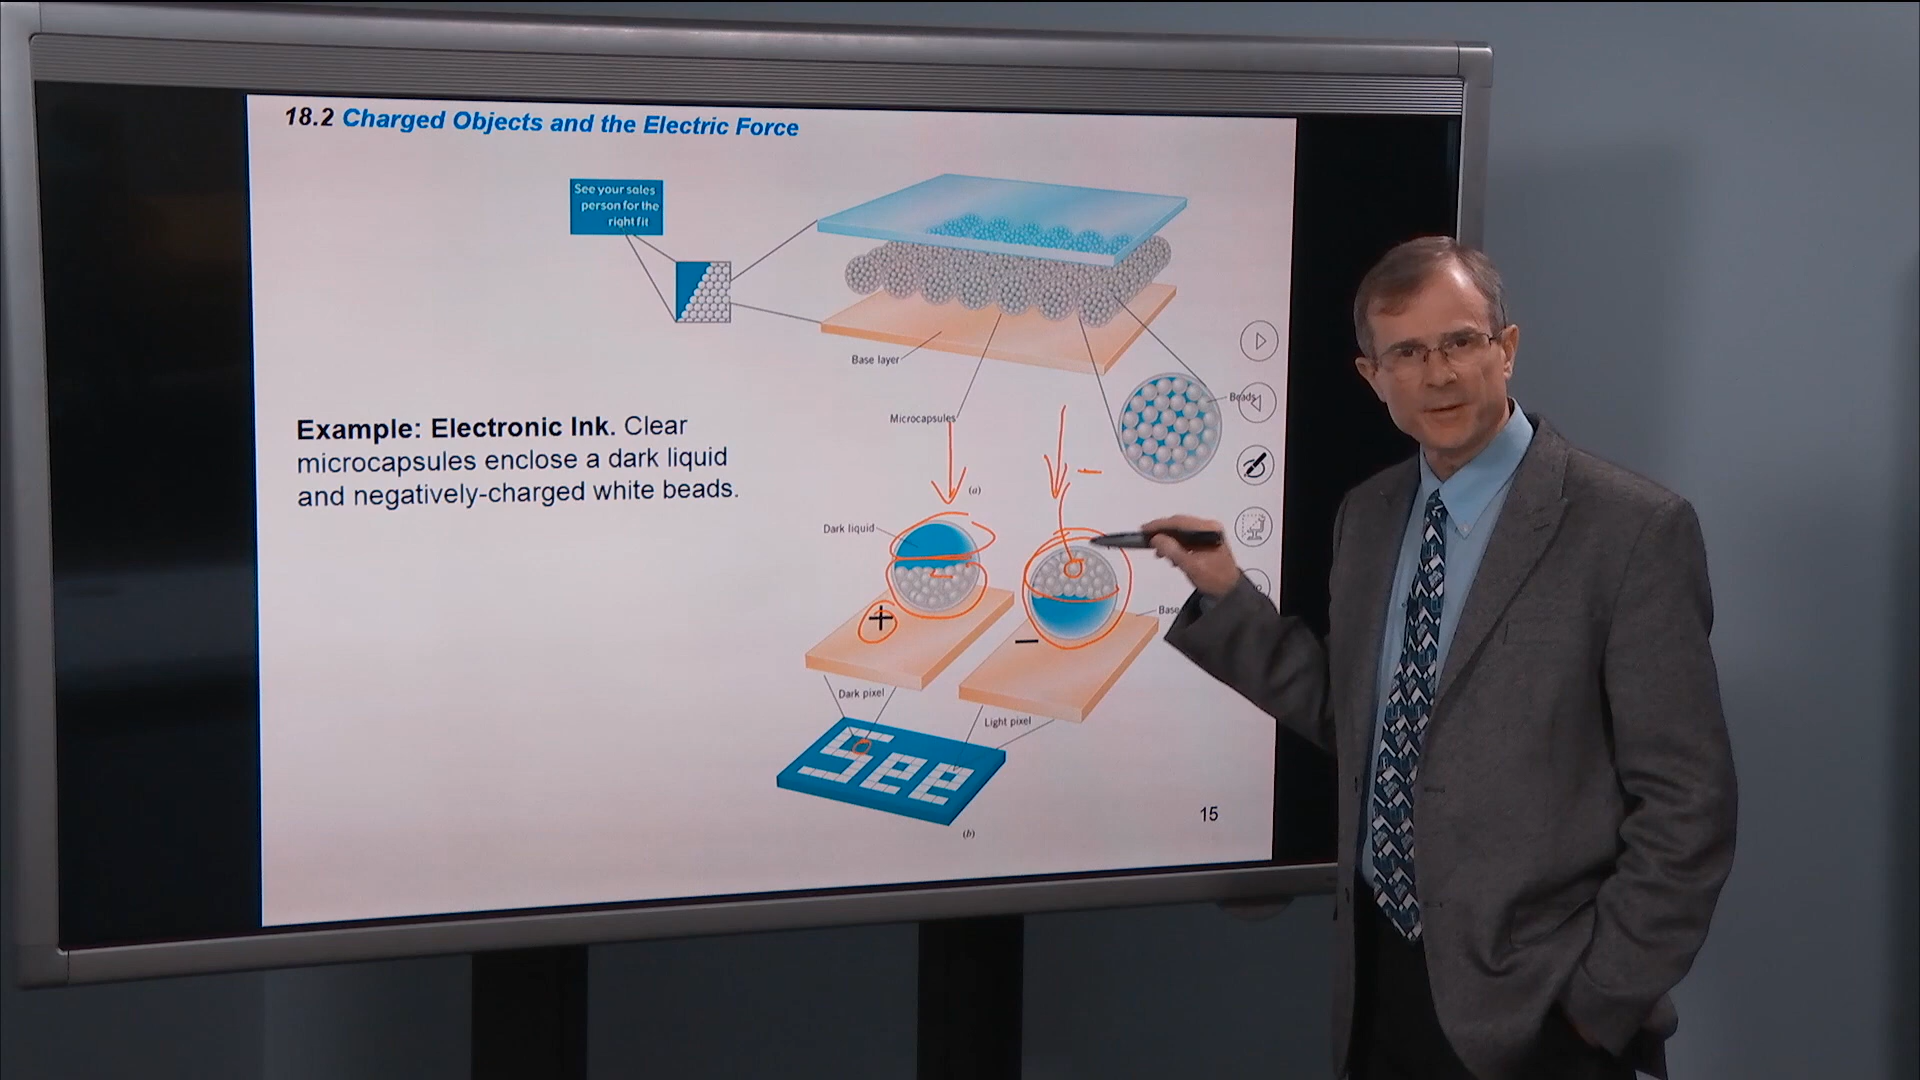 18.2 Charged Objects and the Electric Force
See your sales
person for the
right fit
Base layer
Microcapsules
Beads
(a)
Example: Electronic Ink. Clear
microcapsules enclose a dark liquid
and negatively-charged white beads.
Dark liquid
+
−
Base
Dark pixel
Light pixel
See
15
(b)